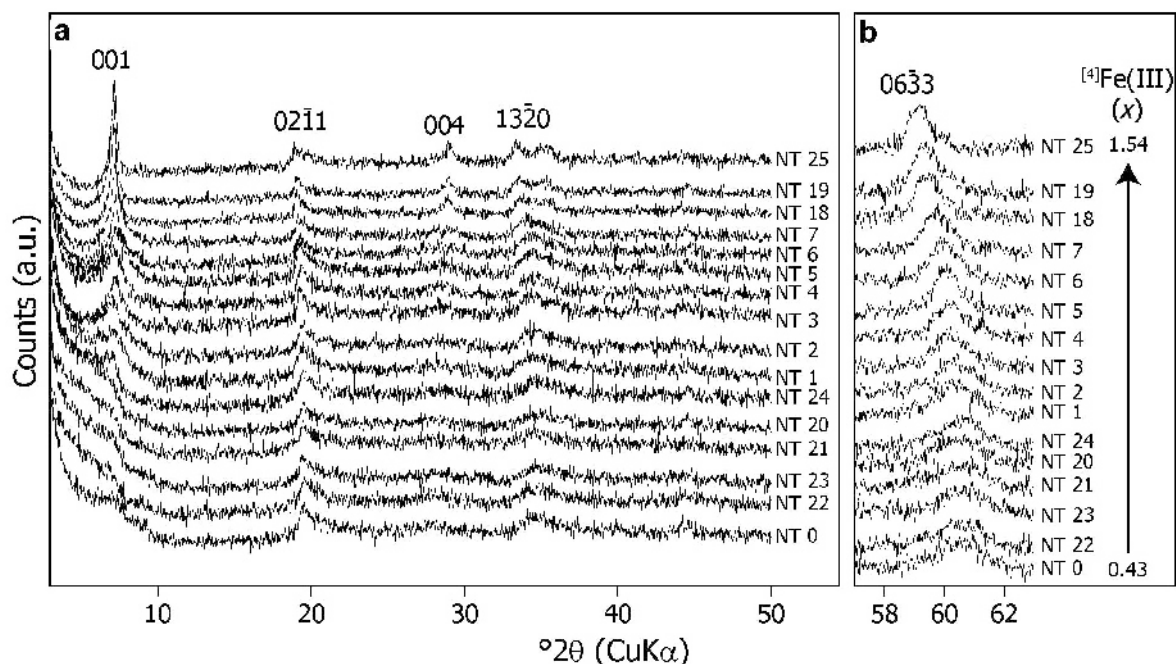 a
001
02-11
004
13-20
NT 25
NT 19
NT 18
NT 7
NT 6
NT 5
NT 4
NT 3
NT 2
NT 1
NT 24
NT 20
NT 21
NT 23
NT 22
NT 0
Counts (a.u.)
10
20
30
40
50
°2θ (CuKα)
b
06-33
[4]Fe(III)
(x)
NT 25
1.54
NT 19
NT 18
NT 7
NT 6
NT 5
NT 4
NT 3
NT 2
NT 1
NT 24
NT 20
NT 21
NT 23
NT 22
NT 0
0.43
58
60
62